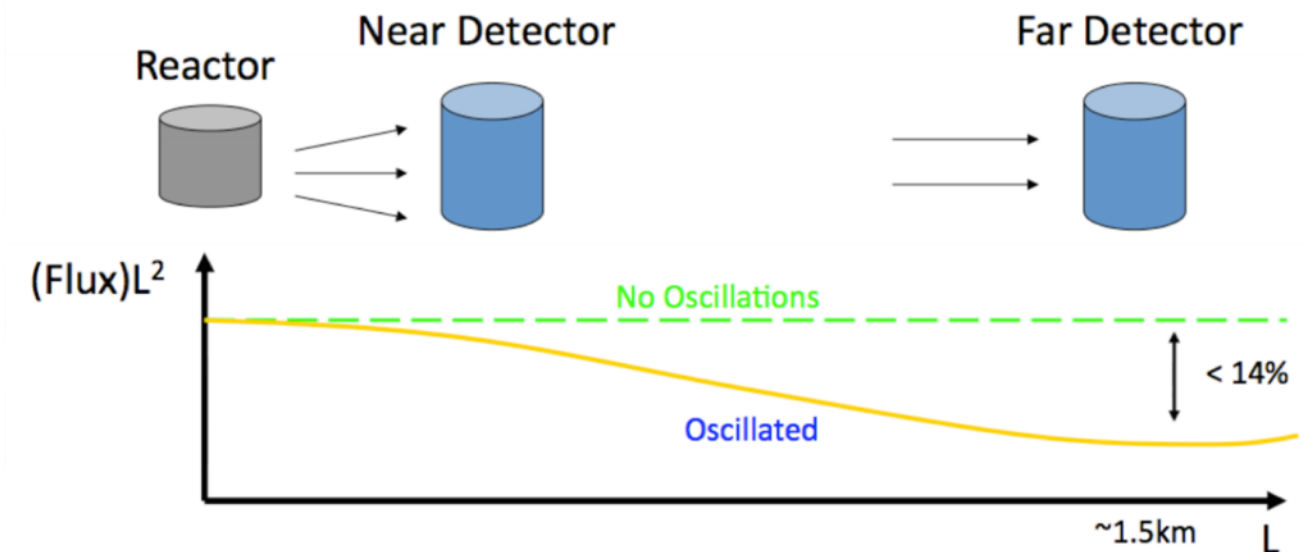 Reactor
Near Detector
Far Detector
(Flux)L²
No Oscillations
< 14%
Oscillated
~1.5km
L